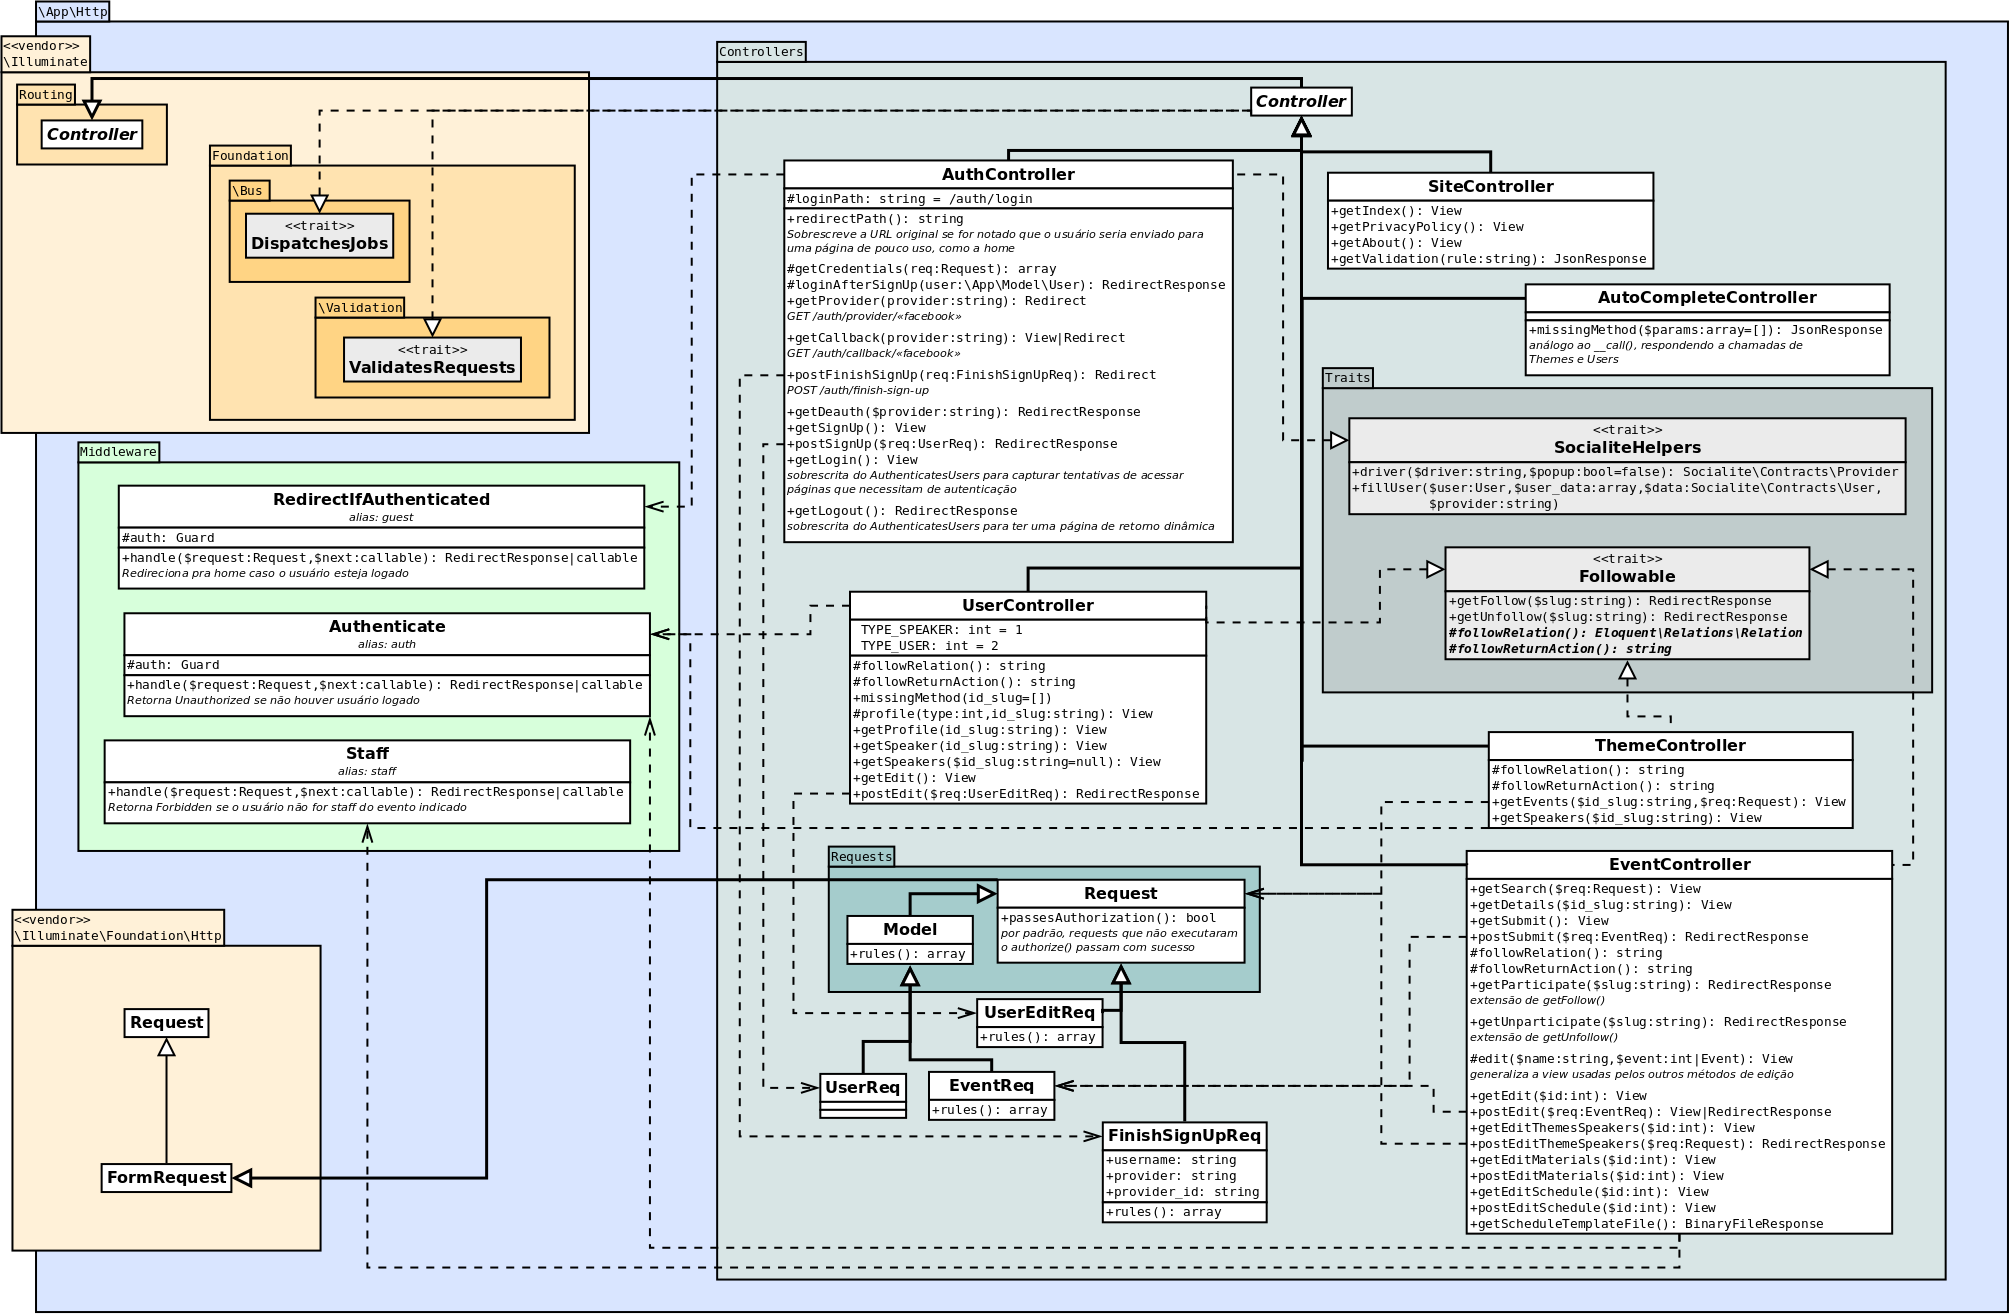 \App\Http
<<vendor>>
\Illuminate
Routing
Controller
Foundation
\Bus
<<trait>>
DispatchesJobs
\Validation
<<trait>>
ValidatesRequests
Middleware
RedirectIfAuthenticated
alias: guest
#auth: Guard
+handle($request:Request,$next:callable): RedirectResponse|callable
Redireciona pra home caso o usuário esteja logado
Authenticate
alias: auth
#auth: Guard
+handle($request:Request,$next:callable): RedirectResponse|callable
Retorna Unauthorized se não houver usuário logado
Staff
alias: staff
+handle($request:Request,$next:callable): RedirectResponse|callable
Retorna Forbidden se o usuário não for staff do evento indicado
<<vendor>>
\Illuminate\Foundation\Http
Request
FormRequest
Controllers
Controller
AuthController
#loginPath: string = /auth/login
+redirectPath(): string
Sobrescreve a URL original se for notado que o usuário seria enviado para
uma página de pouco uso, como a home
#getCredentials(req:Request): array
#loginAfterSignUp(user:\App\Model\User): RedirectResponse
+getProvider(provider:string): Redirect
GET /auth/provider/«facebook»
+getCallback(provider:string): View|Redirect
GET /auth/callback/«facebook»
+postFinishSignUp(req:FinishSignUpReq): Redirect
POST /auth/finish-sign-up
+getDeauth($provider:string): RedirectResponse
+getSignUp(): View
+postSignUp($req:UserReq): RedirectResponse
+getLogin(): View
sobrescrita do AuthenticatesUsers para capturar tentativas de acessar
páginas que necessitam de autenticação
+getLogout(): RedirectResponse
sobrescrita do AuthenticatesUsers para ter uma página de retorno dinâmica
SiteController
+getIndex(): View
+getPrivacyPolicy(): View
+getAbout(): View
+getValidation(rule:string): JsonResponse
AutoCompleteController
+missingMethod($params:array=[]): JsonResponse
análogo ao __call(), respondendo a chamadas de
Themes e Users
Traits
<<trait>>
SocialiteHelpers
+driver($driver:string,$popup:bool=false): Socialite\Contracts\Provider
+fillUser($user:User,$user_data:array,$data:Socialite\Contracts\User,
$provider:string)
<<trait>>
Followable
+getFollow($slug:string): RedirectResponse
+getUnfollow($slug:string): RedirectResponse
#followRelation(): Eloquent\Relations\Relation
#followReturnAction(): string
UserController
TYPE_SPEAKER: int = 1
TYPE_USER: int = 2
#followRelation(): string
#followReturnAction(): string
+missingMethod(id_slug=[])
#profile(type:int,id_slug:string): View
+getProfile(id_slug:string): View
+getSpeaker(id_slug:string): View
+getSpeakers($id_slug:string=null): View
+getEdit(): View
+postEdit($req:UserEditReq): RedirectResponse
ThemeController
#followRelation(): string
#followReturnAction(): string
+getEvents($id_slug:string,$req:Request): View
+getSpeakers($id_slug:string): View
Requests
Request
+passesAuthorization(): bool
por padrão, requests que não executaram
o authorize() passam com sucesso
Model
+rules(): array
UserEditReq
+rules(): array
UserReq
EventReq
+rules(): array
FinishSignUpReq
+username: string
+provider: string
+provider_id: string
+rules(): array
EventController
+getSearch($req:Request): View
+getDetails($id_slug:string): View
+getSubmit(): View
+postSubmit($req:EventReq): RedirectResponse
#followRelation(): string
#followReturnAction(): string
+getParticipate($slug:string): RedirectResponse
extensão de getFollow()
+getUnparticipate($slug:string): RedirectResponse
extensão de getUnfollow()
#edit($name:string,$event:int|Event): View
generaliza a view usadas pelos outros métodos de edição
+getEdit($id:int): View
+postEdit($req:EventReq): View|RedirectResponse
+getEditThemesSpeakers($id:int): View
+postEditThemeSpeakers($req:Request): RedirectResponse
+getEditMaterials($id:int): View
+postEditMaterials($id:int): View
+getEditSchedule($id:int): View
+postEditSchedule($id:int): View
+getScheduleTemplateFile(): BinaryFileResponse